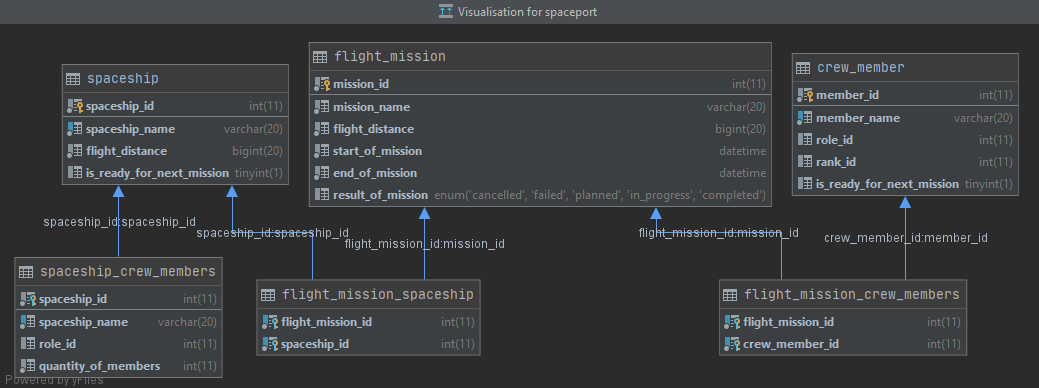 Visualisation for spaceport
spaceship
spaceship_id int(11)
spaceship_name varchar(20)
flight_distance bigint(20)
is_ready_for_next_mission tinyint(1)
flight_mission
mission_id int(11)
mission_name varchar(20)
flight_distance bigint(20)
start_of_mission datetime
end_of_mission datetime
result_of_mission enum('cancelled', 'failed', 'planned', 'in_progress', 'completed')
crew_member
member_id int(11)
member_name varchar(20)
role_id int(11)
rank_id int(11)
is_ready_for_next_mission tinyint(1)
spaceship_id:spaceship_id
spaceship_id:spaceship_id
flight_mission_id:mission_id
flight_mission_id:mission_id
crew_member_id:member_id
spaceship_crew_members
spaceship_id int(11)
spaceship_name varchar(20)
role_id int(11)
quantity_of_members int(11)
flight_mission_spaceship
flight_mission_id int(11)
spaceship_id int(11)
flight_mission_crew_members
flight_mission_id int(11)
crew_member_id int(11)
Powered by yFiles